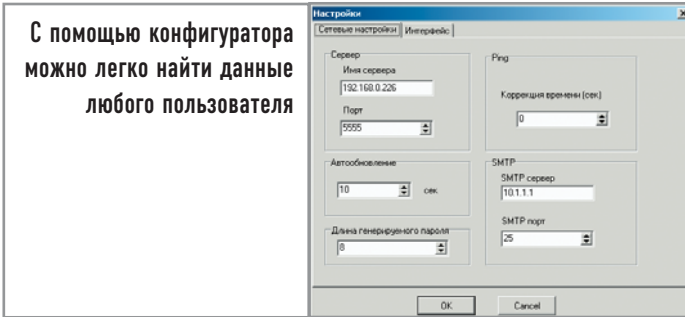 С помощью конфигуратора
можно легко найти данные
любого пользователя
Настройки
Сетевые настройки Интерфейс
Сервер
Имя сервера
192.168.0.226
Порт
5555
Ping
Коррекция времени (сек)
0
Автообновление
10 сек
Длина генерируемого пароля
8
SMTP
SMTP сервер
10.1.1.1
SMTP порт
25
OK Cancel